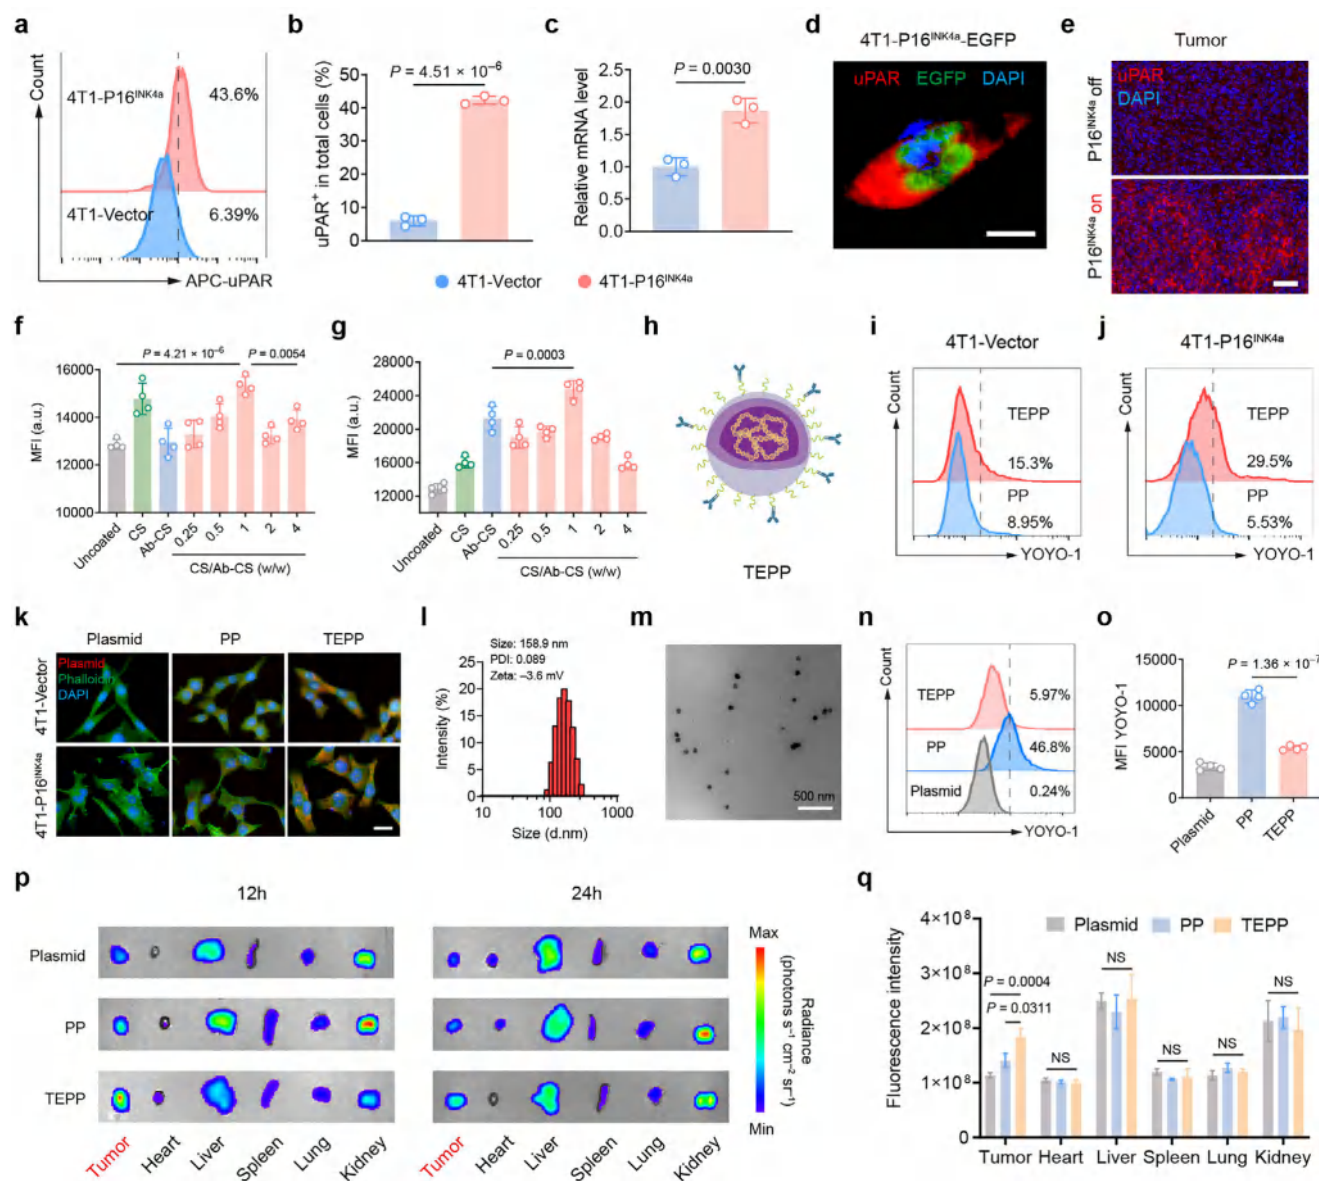 a
Count
4T1-P16INK4a
43.6%
4T1-Vector
6.39%
APC-uPAR
b
P = 4.51 × 10⁻⁶
uPAR⁺ in total cells (%)
50
40
30
20
10
0
c
P = 0.0030
Relative mRNA level
2.5
2.0
1.5
1.0
0.5
0.0
4T1-Vector
4T1-P16INK4a
d
4T1-P16INK4a-EGFP
uPAR EGFP DAPI
e
Tumor
uPAR
DAPI
P16INK4a off
P16INK4a on
f
P = 4.21 × 10⁻⁶
P = 0.0054
MFI (a.u.)
16000
14000
12000
10000
Uncoated
CS
Ab-CS
0.25
0.5
1
2
4
CS/Ab-CS (w/w)
g
P = 0.0003
MFI (a.u.)
28000
24000
20000
16000
12000
Uncoated
CS
Ab-CS
0.25
0.5
1
2
4
CS/Ab-CS (w/w)
h
TEPP
i
4T1-Vector
Count
TEPP
15.3%
PP
8.95%
YOYO-1
j
4T1-P16INK4a
Count
TEPP
29.5%
PP
5.53%
YOYO-1
k
Plasmid
PP
TEPP
Plasmid
Phalloidin
DAPI
4T1-Vector
4T1-P16INK4a
l
Size: 158.9 nm
PDI: 0.089
Zeta: –3.6 mV
Intensity (%)
25
20
15
10
5
0
10
100
1000
Size (d.nm)
m
500 nm
n
Count
TEPP
5.97%
PP
46.8%
Plasmid
0.24%
YOYO-1
o
P = 1.36 × 10⁻⁷
MFI YOYO-1
15000
10000
5000
0
Plasmid
PP
TEPP
p
12h
24h
Plasmid
PP
TEPP
Tumor
Heart
Liver
Spleen
Lung
Kidney
Tumor
Heart
Liver
Spleen
Lung
Kidney
Max
Radiance
(photons s⁻¹ cm⁻² sr⁻¹)
Min
q
Plasmid
PP
TEPP
Fluorescence intensity
4×10⁸
3×10⁸
2×10⁸
1×10⁸
0
P = 0.0004
P = 0.0311
NS
NS
NS
NS
NS
Tumor
Heart
Liver
Spleen
Lung
Kidney